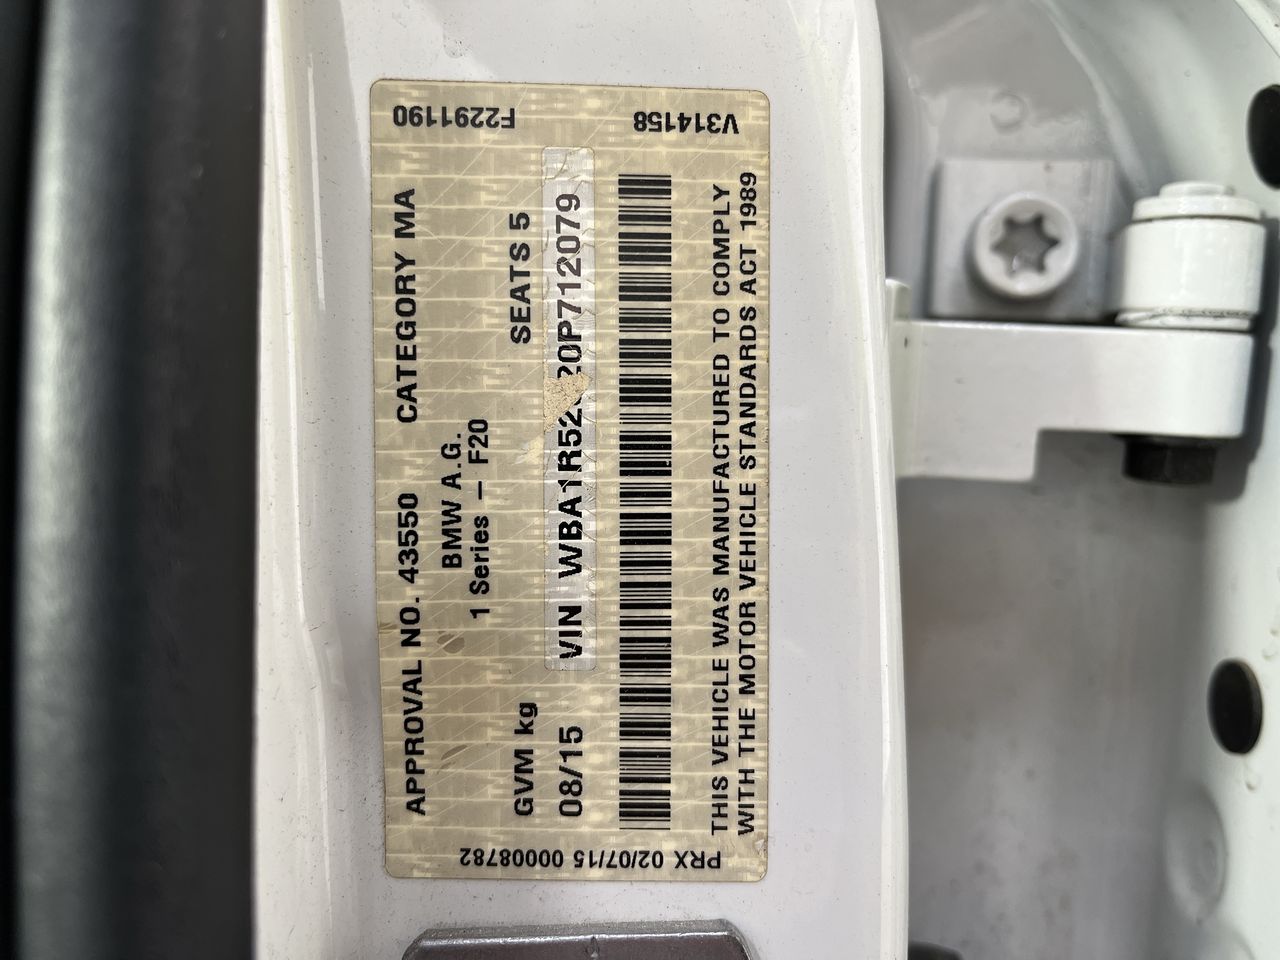 APPROVAL NO. 43550 CATEGORY MA
BMW A.G.
1 Series – F20
GVM kg SEATS 5
08/15 VIN
THIS VEHICLE WAS MANUFACTURED TO COMPLY
WITH THE MOTOR VEHICLE STANDARDS ACT 1989
PRX 02/07/15 00008782
V314158
F2291190